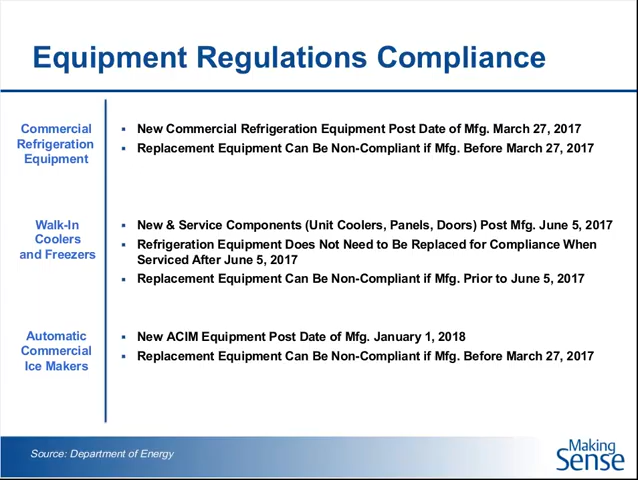 Equipment Regulations Compliance
Commercial
Refrigeration
Equipment
▪ New Commercial Refrigeration Equipment Post Date of Mfg. March 27, 2017
▪ Replacement Equipment Can Be Non-Compliant if Mfg. Before March 27, 2017
Walk-In
Coolers
and Freezers
▪ New & Service Components (Unit Coolers, Panels, Doors) Post Mfg. June 5, 2017
▪ Refrigeration Equipment Does Not Need to Be Replaced for Compliance When
Serviced After June 5, 2017
▪ Replacement Equipment Can Be Non-Compliant if Mfg. Prior to June 5, 2017
Automatic
Commercial
Ice Makers
▪ New ACIM Equipment Post Date of Mfg. January 1, 2018
▪ Replacement Equipment Can Be Non-Compliant if Mfg. Before March 27, 2017
Source: Department of Energy
Making
Sense